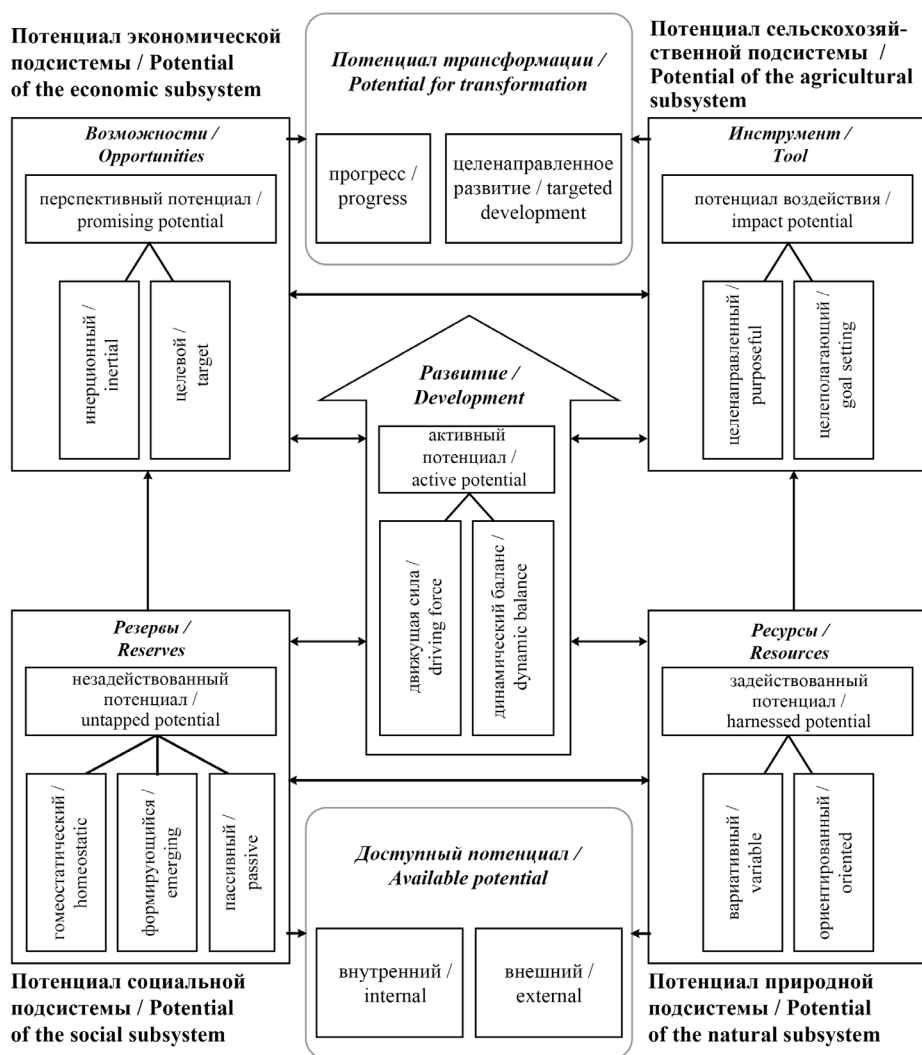 Потенциал экономической
подсистемы / Potential
of the economic subsystem
Потенциал трансформации /
Potential for transformation
прогресс /
progress
целенаправленное
развитие / targeted
development
Потенциал сельскохозяй-
ственной подсистемы /
Potential of the agricultural
subsystem
Возможности /
Opportunities
перспективный потенциал /
promising potential
инерционный /
inertial
целевой /
target
Инструмент /
Tool
потенциал воздействия /
impact potential
целенаправленный /
purposeful
целеполагающий /
goal setting
Развитие /
Development
активный
потенциал /
active potential
движущая сила /
driving force
динамический баланс /
dynamic balance
Резервы /
Reserves
незадействованный
потенциал /
untapped potential
гомеостатический /
homeostatic
формирующийся /
emerging
пассивный /
passive
Ресурсы /
Resources
задействованный
потенциал /
harnessed potential
вариативный /
variable
ориентированный /
oriented
Доступный потенциал /
Available potential
внутренний /
internal
внешний /
external
Потенциал социальной
подсистемы / Potential
of the social subsystem
Потенциал природной
подсистемы / Potential
of the natural subsystem